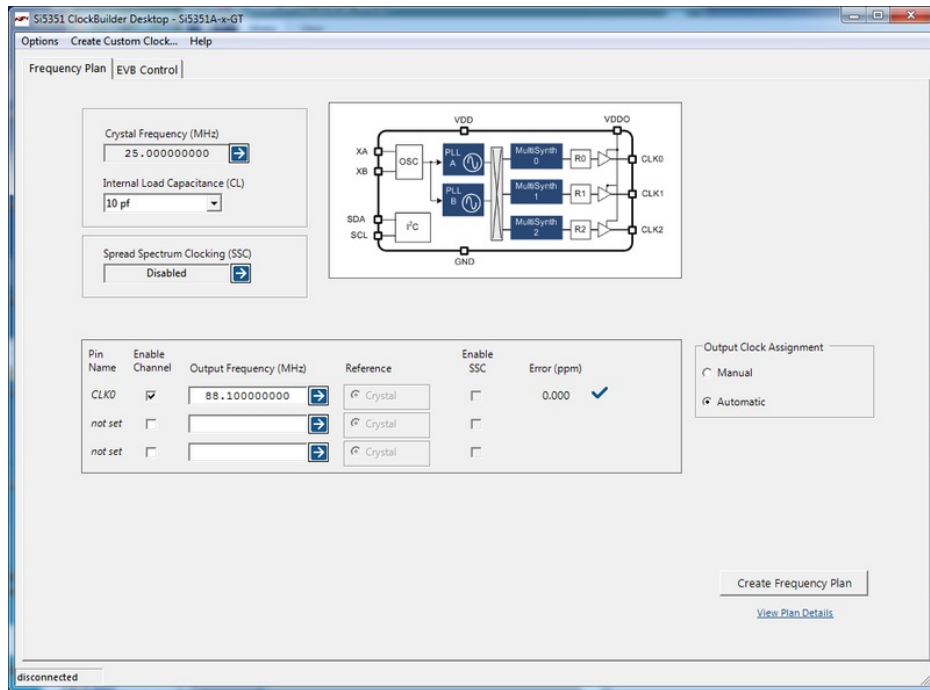 Si5351 ClockBuilder Desktop - Si5351A-x-GT
Options Create Custom Clock... Help
Frequency Plan EVB Control
Crystal Frequency (MHz)
25.000000000
Internal Load Capacitance (CL)
10 pf
Spread Spectrum Clocking (SSC)
Disabled
VDD VDDO
XA
XB
OSC
PLL
A
MultiSynth
0
R0
CLK0
PLL
B
MultiSynth
1
R1
CLK1
SDA
SCL
I²C
MultiSynth
2
R2
CLK2
GND
Pin
Name
Enable
Channel
Output Frequency (MHz)
Reference
Enable
SSC
Error (ppm)
CLK0 88.100000000 Crystal 0.000
not set Crystal
not set Crystal
Output Clock Assignment
Manual
Automatic
Create Frequency Plan
View Plan Details
disconnected